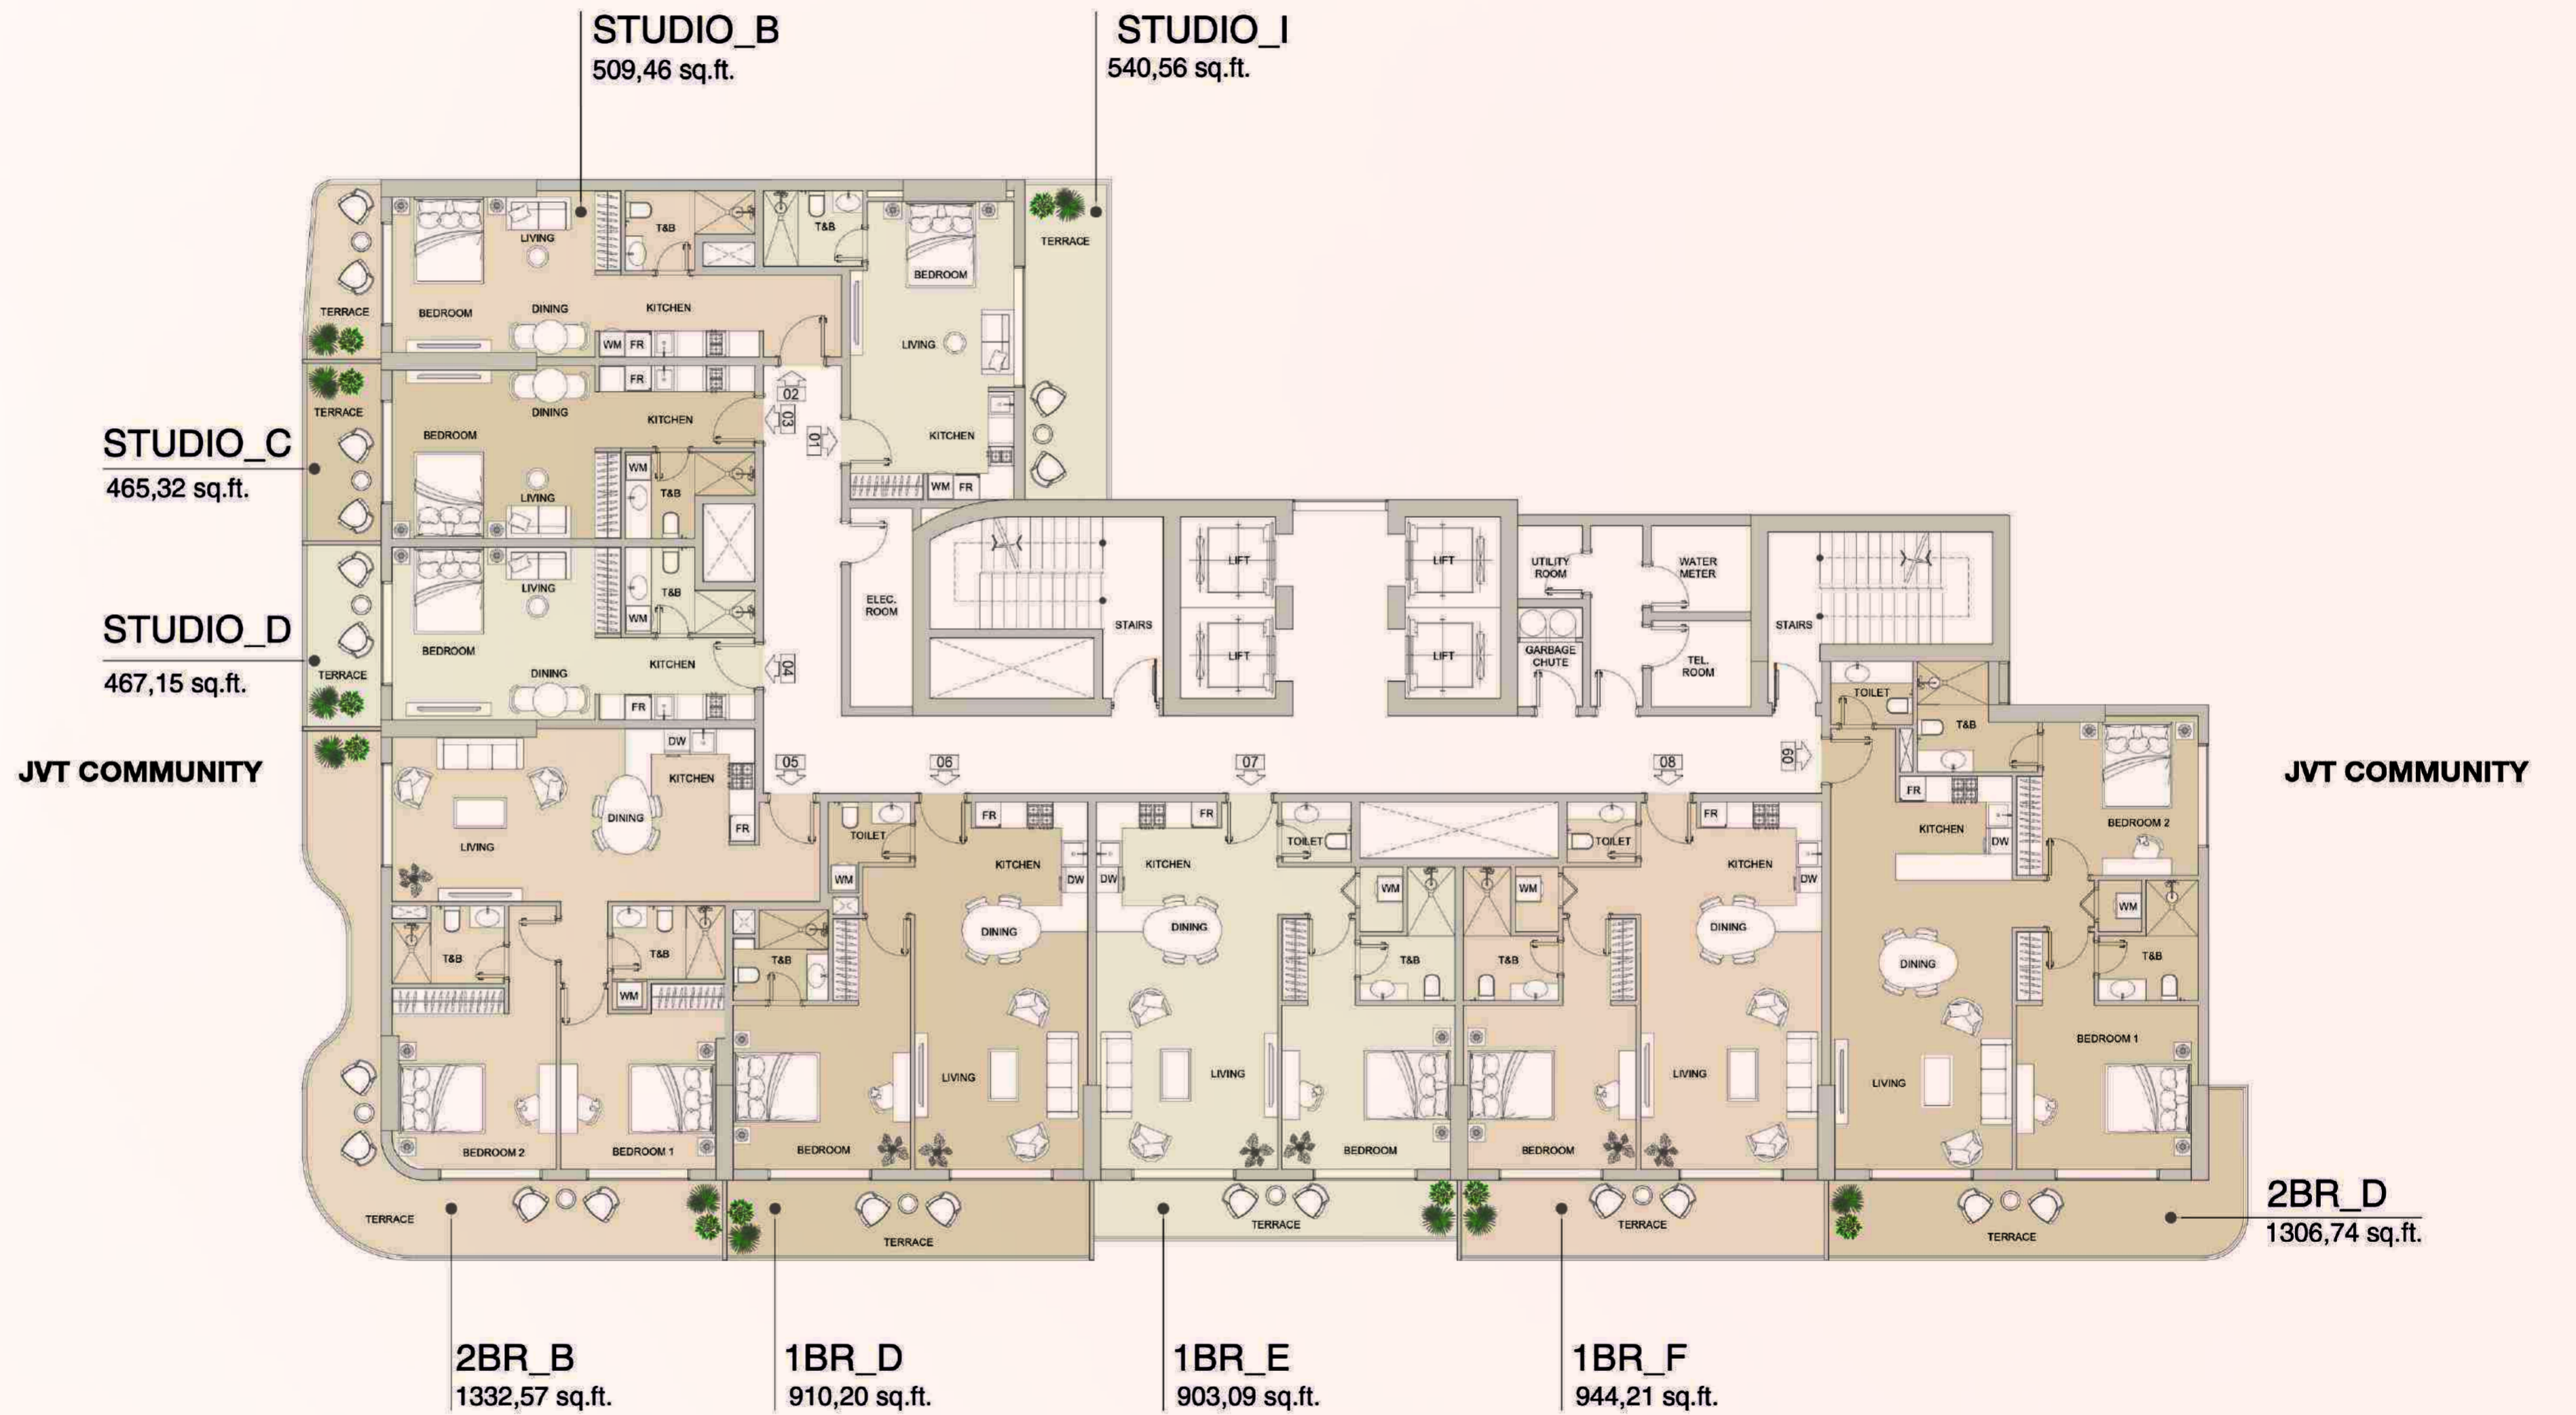 STUDIO_B
509,46 sq.ft.
STUDIO_I
540,56 sq.ft.
TERRACE
BEDROOM
LIVING
DINING
T&B
KITCHEN
WM
FR
T&B
BEDROOM
LIVING
KITCHEN
WM
FR
TERRACE
02
03
01
STUDIO_C
465,32 sq.ft.
TERRACE
BEDROOM
DINING
LIVING
FR
KITCHEN
WM
T&B
STUDIO_D
467,15 sq.ft.
TERRACE
BEDROOM
LIVING
DINING
T&B
WM
KITCHEN
FR
04
ELEC.
ROOM
STAIRS
LIFT
LIFT
LIFT
LIFT
UTILITY
ROOM
WATER
METER
GARBAGE
CHUTE
TEL.
ROOM
STAIRS
JVT COMMUNITY
JVT COMMUNITY
05
06
07
08
09
DW
KITCHEN
DINING
LIVING
FR
T&B
T&B
WM
BEDROOM 2
BEDROOM 1
TERRACE
TOILET
WM
FR
KITCHEN
DW
DINING
T&B
LIVING
BEDROOM
TERRACE
FR
KITCHEN
DW
TOILET
DINING
WM
T&B
LIVING
BEDROOM
TERRACE
TOILET
FR
KITCHEN
DW
WM
DINING
T&B
LIVING
BEDROOM
TERRACE
TOILET
T&B
FR
KITCHEN
DW
BEDROOM 2
WM
DINING
T&B
BEDROOM 1
LIVING
TERRACE
2BR_D
1306,74 sq.ft.
2BR_B
1332,57 sq.ft.
1BR_D
910,20 sq.ft.
1BR_E
903,09 sq.ft.
1BR_F
944,21 sq.ft.